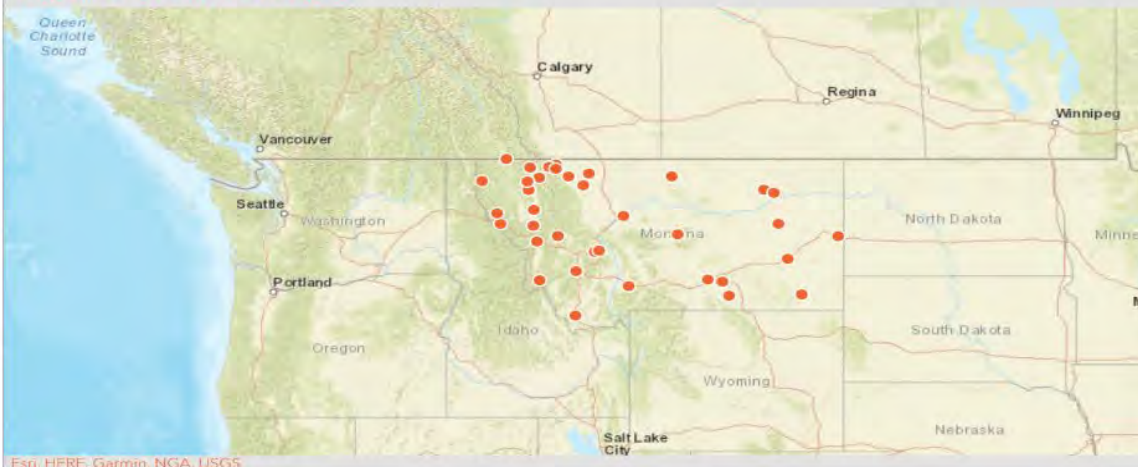 Queen
Charlotte
Sound
Calgary
Regina
Winnipeg
Vancouver
Seattle
Washington
Montana
North Dakota
Minne
Portland
Idaho
South Dakota
Oregon
Wyoming
Nebraska
Salt Lake
City
Esri, HERE, Garmin, NGA, USGS